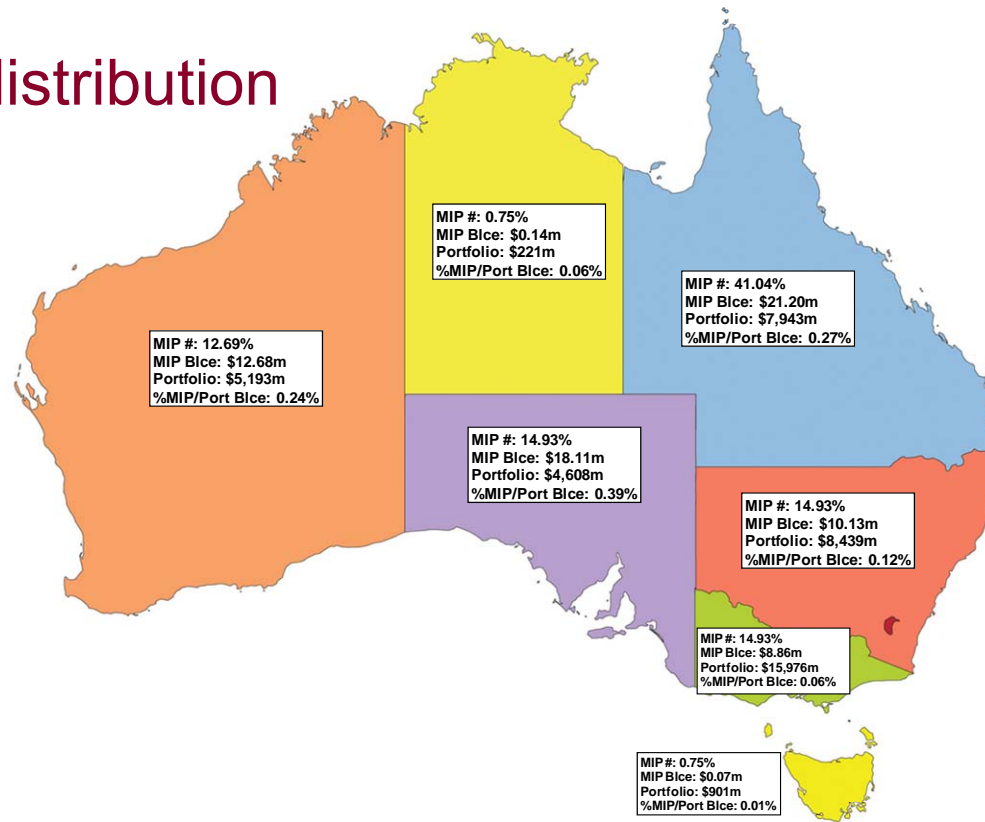 listribution
MIP #: 0.75%
MIP Blce: $0.14m
Portfolio: $221m
%MIP/Port Blce: 0.06%
MIP #: 41.04%
MIP Blce: $21.20m
Portfolio: $7,943m
%MIP/Port Blce: 0.27%
MIP #: 12.69%
MIP Blce: $12.68m
Portfolio: $5,193m
%MIP/Port Blce: 0.24%
MIP #: 14.93%
MIP Blce: $18.11m
Portfolio: $4,608m
%MIP/Port Blce: 0.39%
MIP #: 14.93%
MIP Blce: $10.13m
Portfolio: $8,439m
%MIP/Port Blce: 0.12%
MIP #: 14.93%
MIP Blce: $8.86m
Portfolio: $15,976m
%MIP/Port Blce: 0.06%
MIP #: 0.75%
MIP Blce: $0.07m
Portfolio: $901m
%MIP/Port Blce: 0.01%